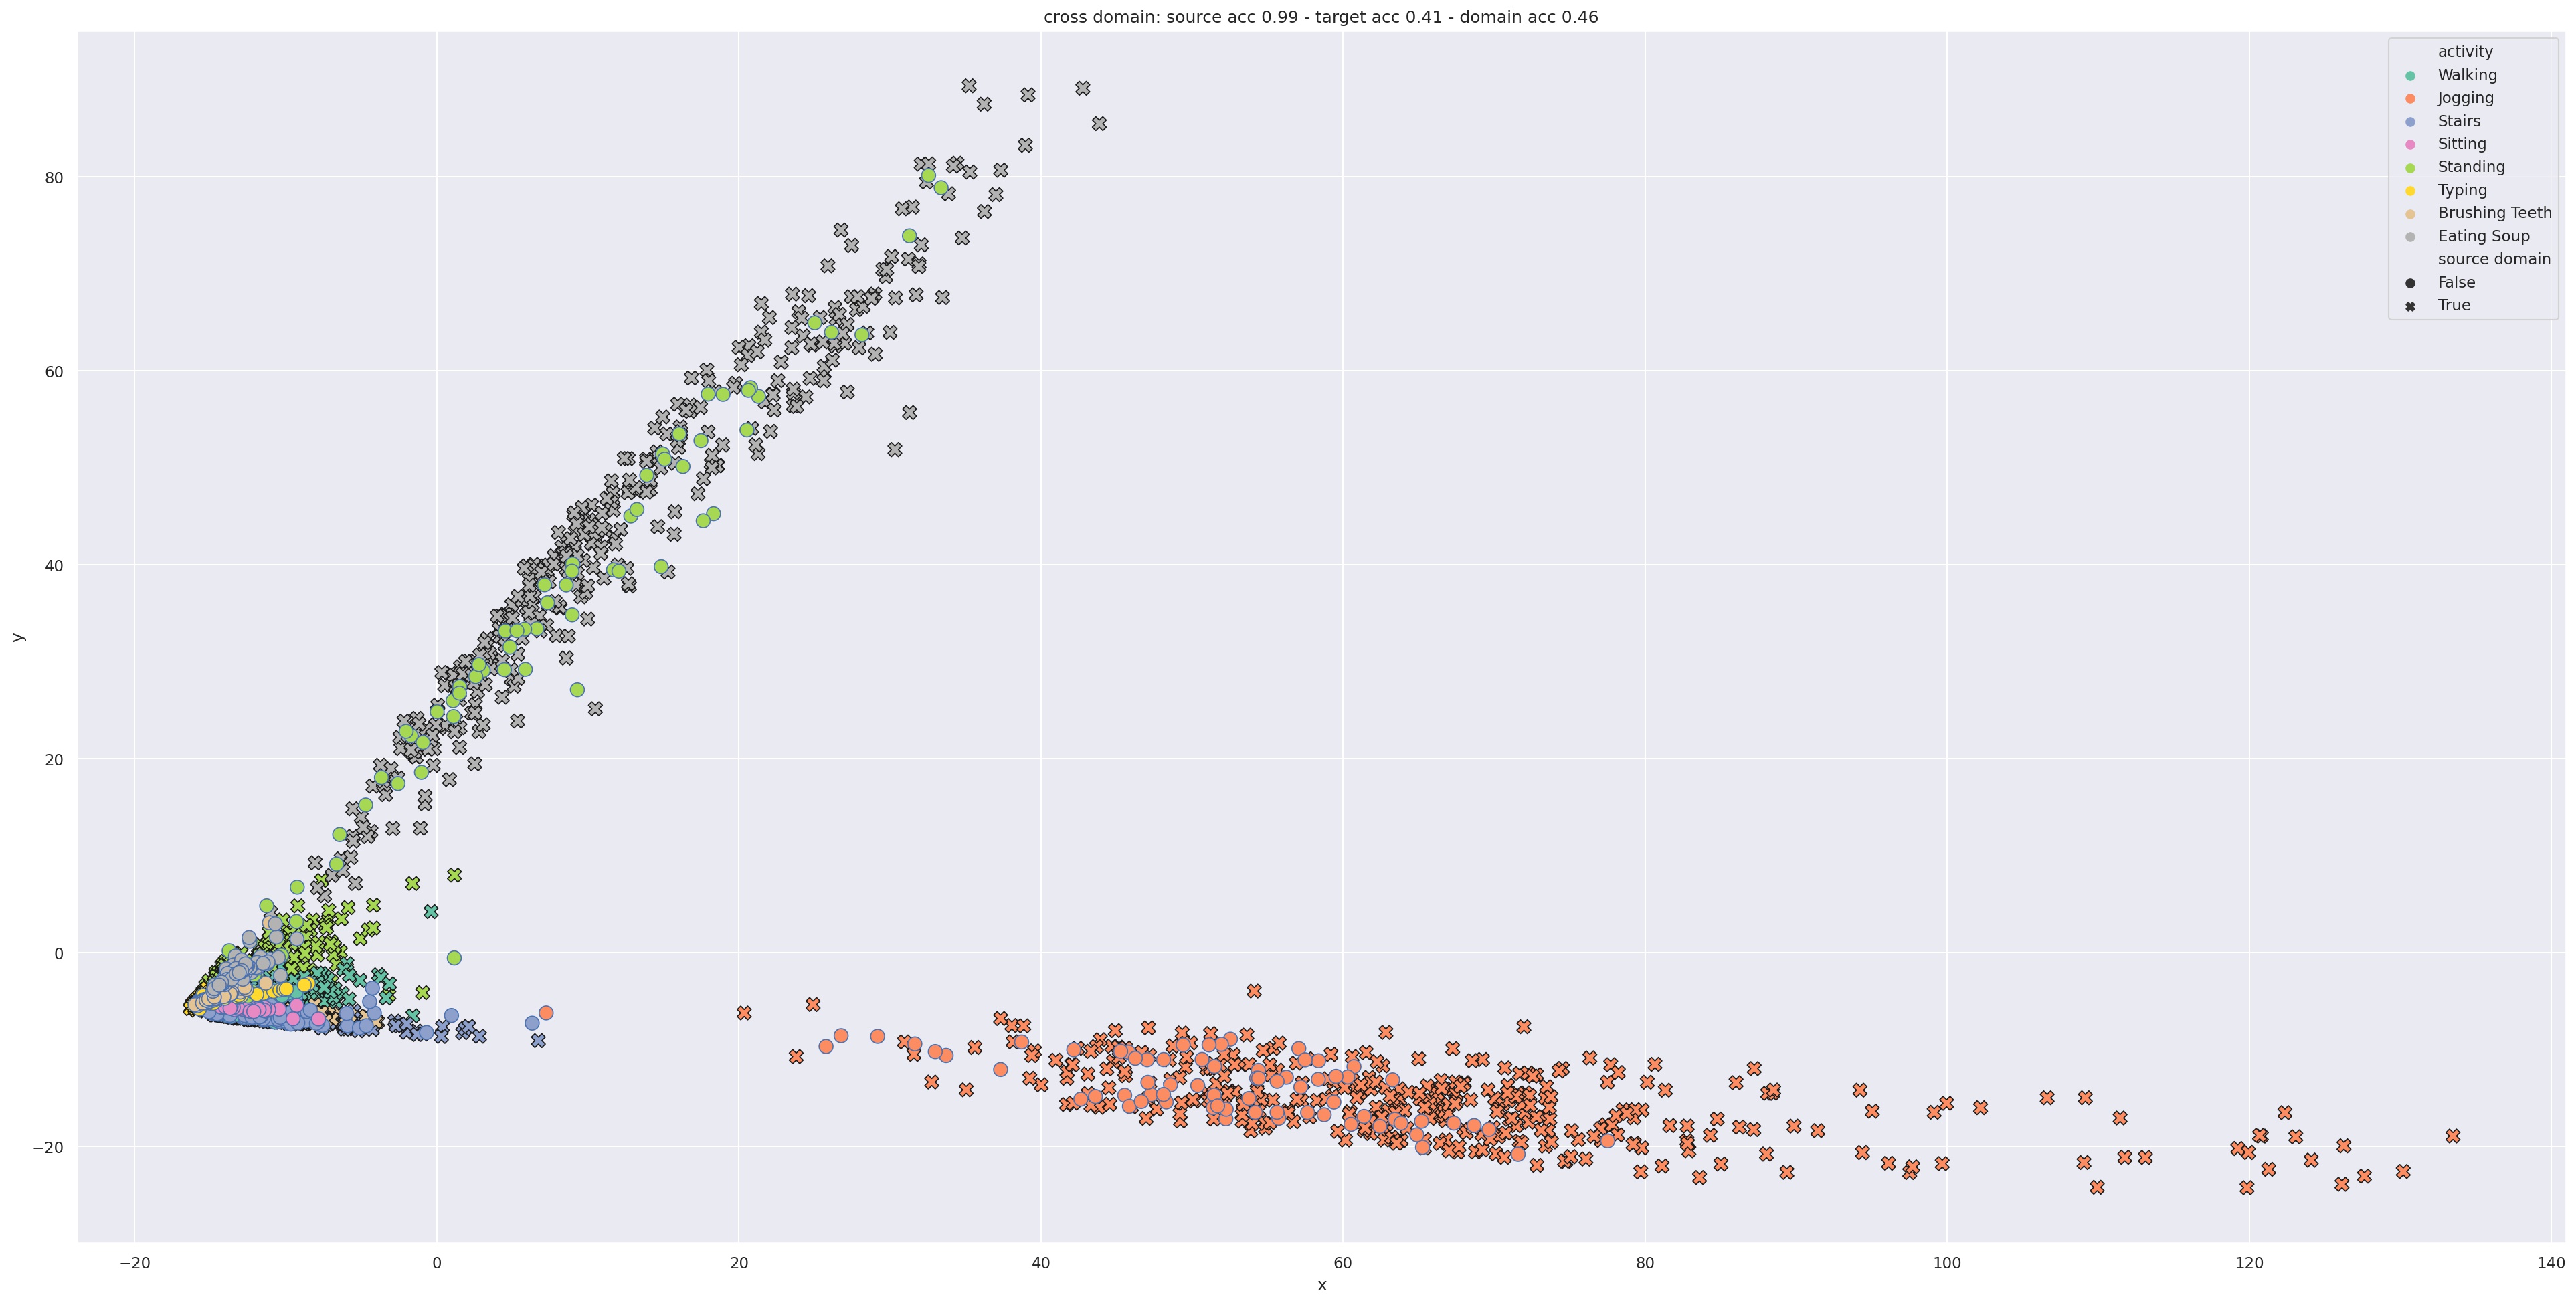 cross domain: source acc 0.99 - target acc 0.41 - domain acc 0.46
activity
Walking
Jogging
Stairs
Sitting
Standing
Typing
Brushing Teeth
Eating Soup
source domain
False
True
80
60
40
20
0
−20
y
−20 0 20 40 60 80 100 120 140
x